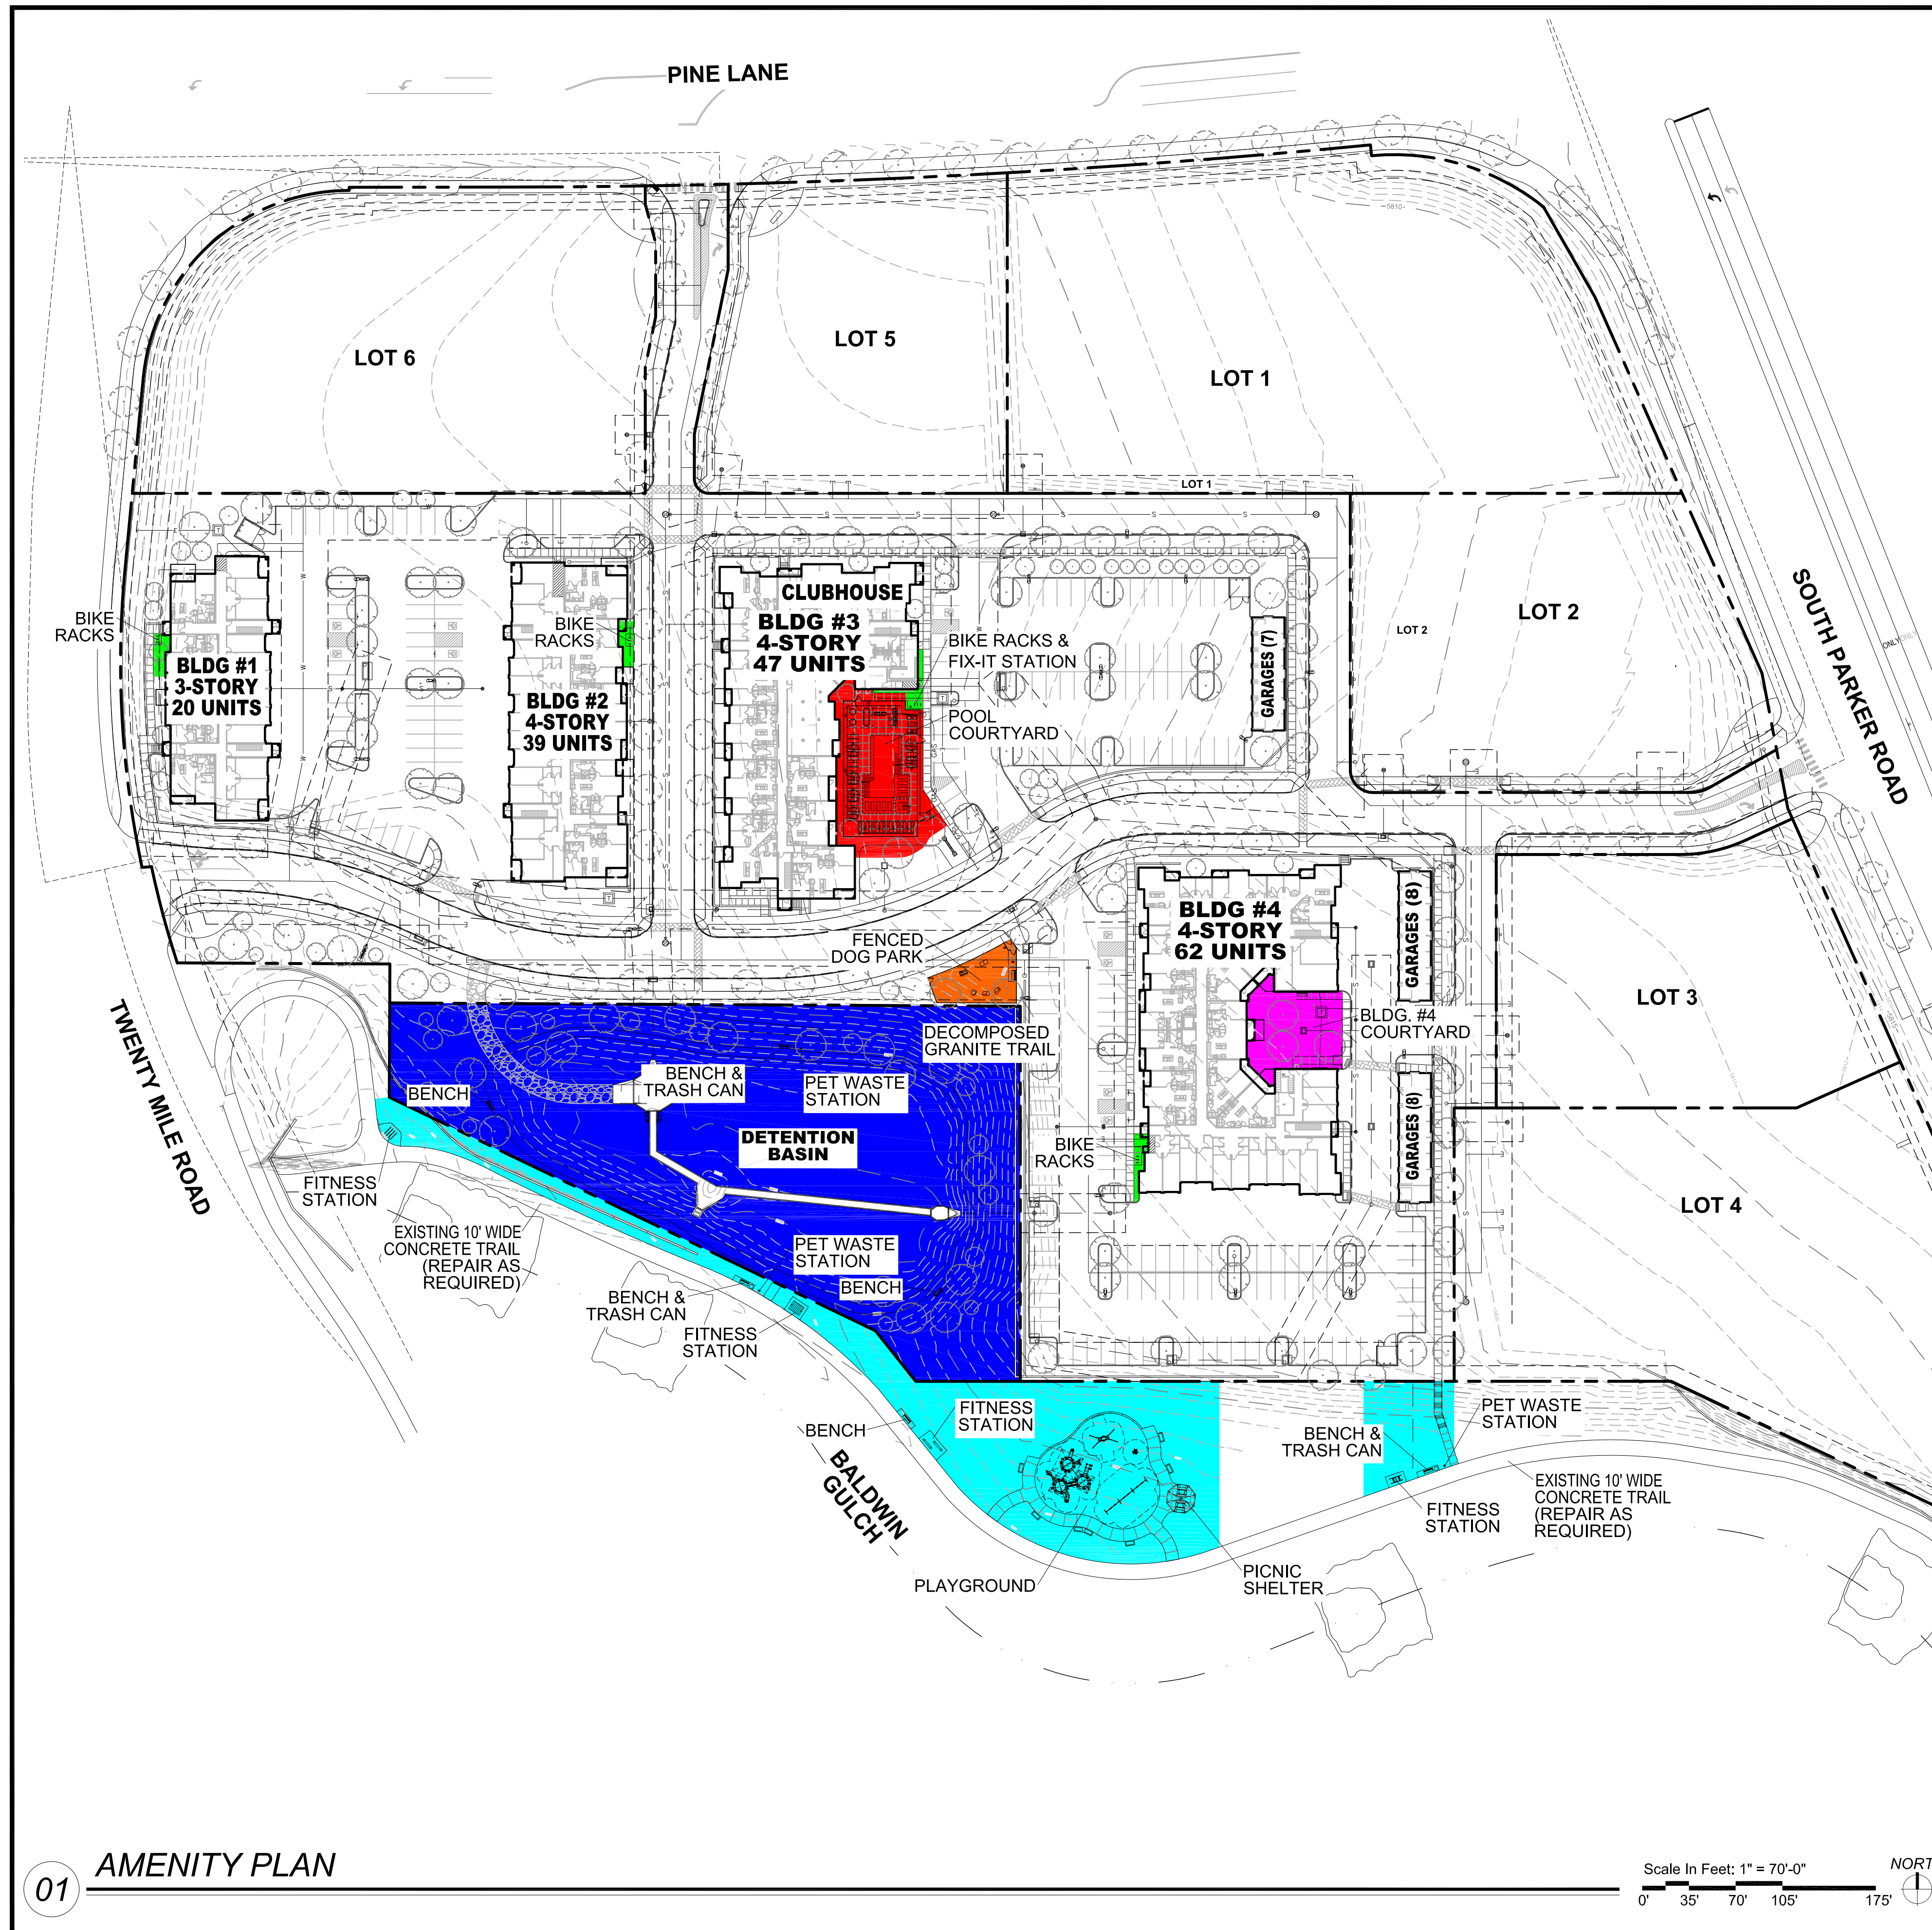 PINE LANE
5810
LOT 6
LOT 5
LOT 1
LOT 1
LOT 2
LOT 2
SOUTH PARKER ROAD
ONLY
ONLY
BIKE
RACKS
BLDG #1
3-STORY
20 UNITS
BIKE
RACKS
BLDG #2
4-STORY
39 UNITS
CLUBHOUSE
BLDG #3
4-STORY
47 UNITS
BIKE RACKS &
FIX-IT STATION
POOL
COURTYARD
GARAGES (7)
GAS
FENCED
DOG PARK
BLDG #4
4-STORY
62 UNITS
GARAGES (8)
LOT 3
5815
BLDG. #4
COURTYARD
GARAGES (8)
TWENTY MILE ROAD
DECOMPOSED
GRANITE TRAIL
BENCH &
TRASH CAN
BENCH
PET WASTE
STATION
DETENTION
BASIN
BIKE
RACKS
LOT 4
FITNESS
STATION
EXISTING 10' WIDE
CONCRETE TRAIL
(REPAIR AS
REQUIRED)
PET WASTE
STATION
BENCH
BENCH &
TRASH CAN
FITNESS
STATION
BENCH
FITNESS
STATION
BALDWIN
GULCH
PET WASTE
STATION
BENCH &
TRASH CAN
FITNESS
STATION
EXISTING 10' WIDE
CONCRETE TRAIL
(REPAIR AS
REQUIRED)
PLAYGROUND
PICNIC
SHELTER
01
AMENITY PLAN
Scale In Feet: 1" = 70'-0"
0' 35' 70' 105' 175'
NORT